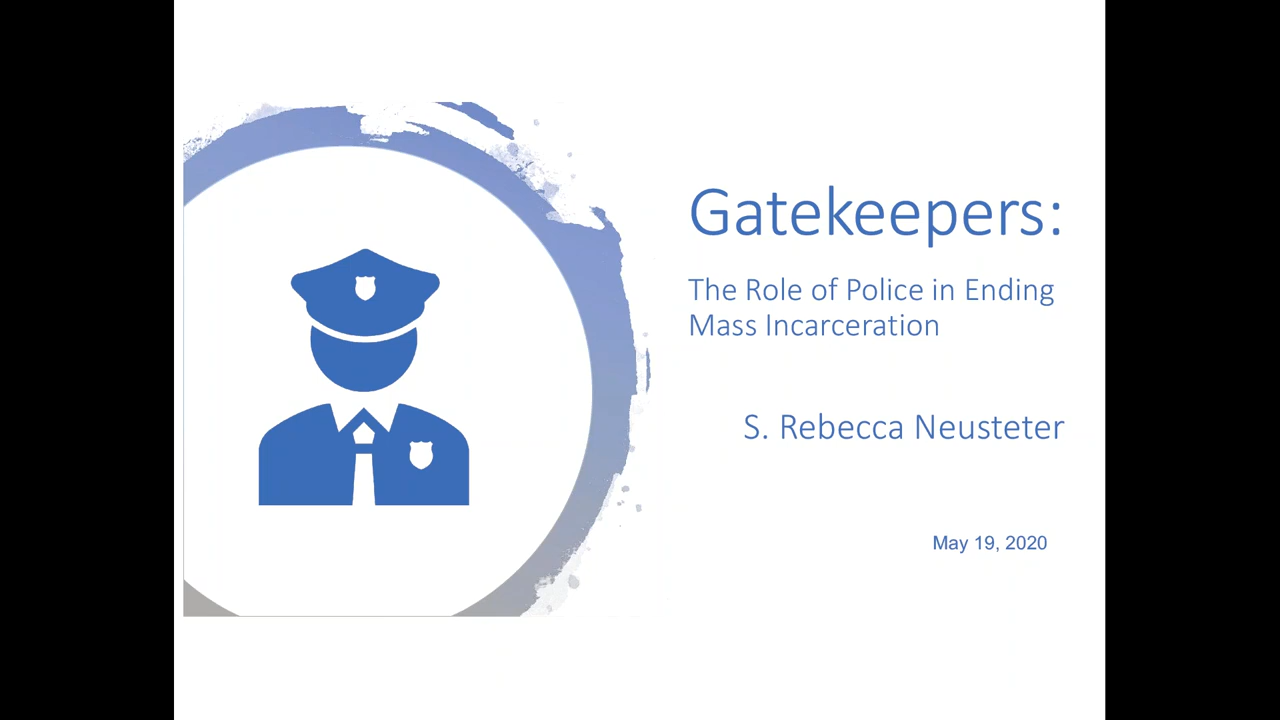 Gatekeepers:
The Role of Police in Ending
Mass Incarceration
S. Rebecca Neusteter
May 19, 2020